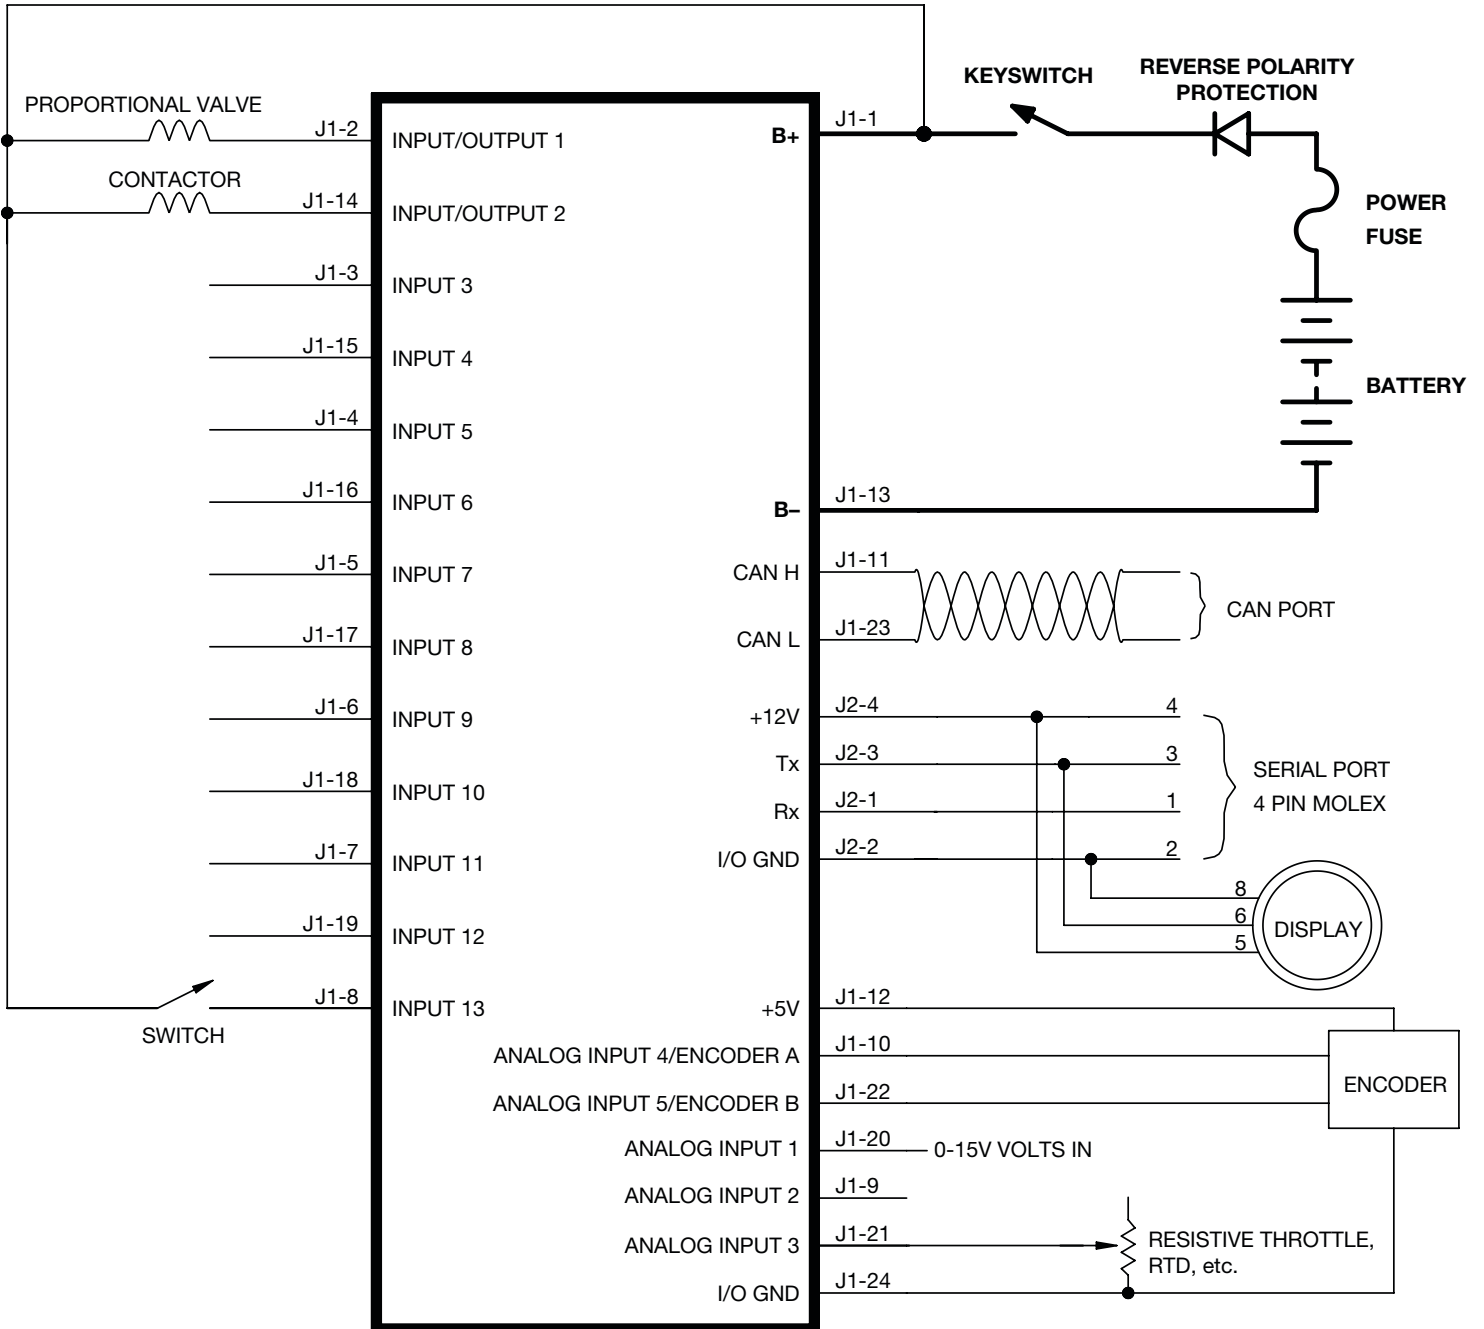 KEYSWITCH
REVERSE POLARITY
PROTECTION
PROPORTIONAL VALVE
J1-2
INPUT/OUTPUT 1
B+
J1-1
CONTACTOR
J1-14
INPUT/OUTPUT 2
POWER
FUSE
J1-3
INPUT 3
J1-15
INPUT 4
BATTERY
J1-4
INPUT 5
J1-16
INPUT 6
B–
J1-13
J1-5
INPUT 7
CAN H
J1-11
CAN PORT
J1-17
INPUT 8
CAN L
J1-23
J1-6
INPUT 9
+12V
J2-4
4
Tx
J2-3
3
SERIAL PORT
4 PIN MOLEX
J1-18
INPUT 10
Rx
J2-1
1
J1-7
INPUT 11
I/O GND
J2-2
2
8
6
5
DISPLAY
J1-19
INPUT 12
J1-8
INPUT 13
SWITCH
+5V
J1-12
ANALOG INPUT 4/ENCODER A
J1-10
ENCODER
ANALOG INPUT 5/ENCODER B
J1-22
ANALOG INPUT 1
J1-20
0-15V VOLTS IN
ANALOG INPUT 2
J1-9
ANALOG INPUT 3
J1-21
RESISTIVE THROTTLE,
RTD, etc.
I/O GND
J1-24